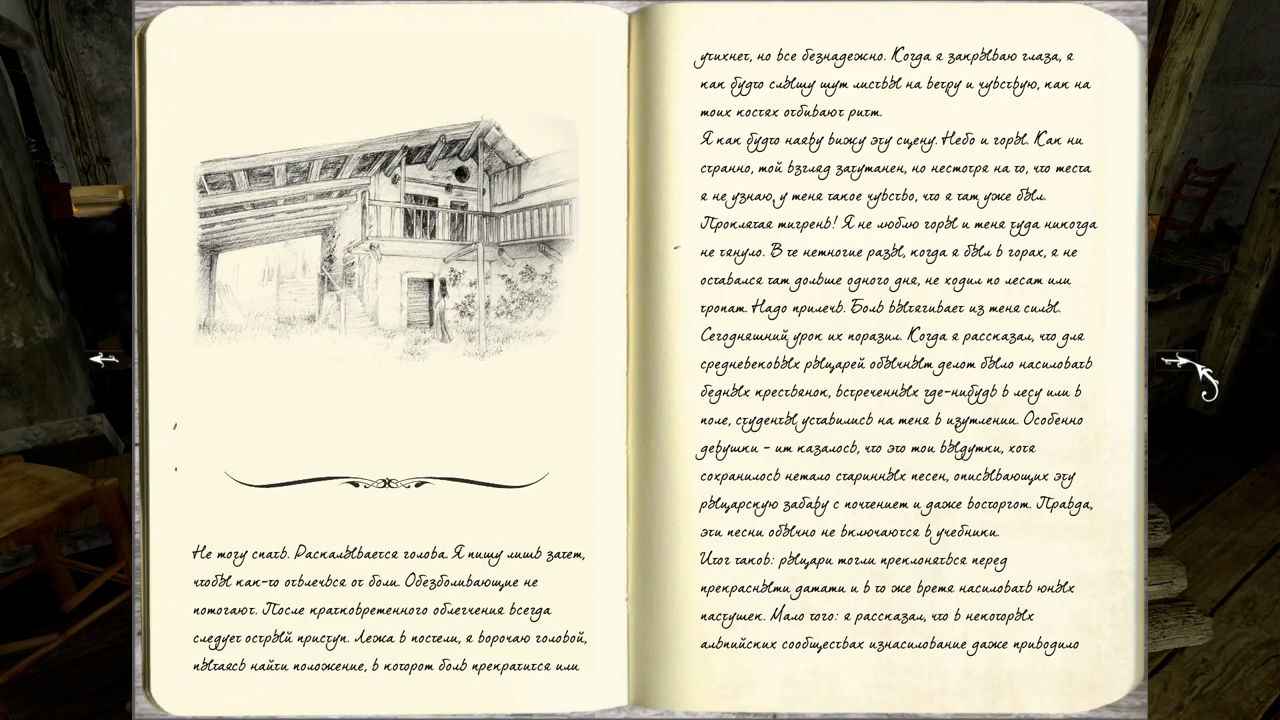 Не могу спать. Раскалывается голова. Я пишу лишь затем,
чтобы как-то отвлечься от боли. Обезболивающие не
помогают. После кратковременного облегчения всегда
следует острый приступ. Лежа в постели, я ворочаю головой,
пытаясь найти положение, в котором боль прекратится или
утихнет, но все безнадежно. Когда я закрываю глаза, я
как будто слышу шум листвы на ветру и чувствую, как на
моих костях отбивают ритм.
Я как будто наяву вижу эту сцену. Небо и горы. Как ни
странно, мой взгляд затуманен, но несмотря на то, что места
я не узнаю, у меня такое чувство, что я там уже был.
Проклятая мигрень! Я не люблю горы и меня туда никогда
не тянуло. В те немногие разы, когда я был в горах, я не
оставался там дольше одного дня, не ходил по лесам или
тропам. Надо прилечь. Боль вытягивает из меня силы.
Сегодняшний урок их поразил. Когда я рассказал, что для
средневековых рыцарей обычным делом было насиловать
бедных крестьянок, встреченных где-нибудь в лесу или в
поле, студенты уставились на меня в изумлении. Особенно
девушки - им казалось, что это мои выдумки, хотя
сохранилось немало старинных песен, описывающих эту
рыцарскую забаву с почтением и даже восторгом. Правда,
эти песни обычно не включаются в учебники.
Итог таков: рыцари могли преклоняться перед
прекрасными дамами и в то же время насиловать юных
пастушек. Мало того: я рассказал, что в некоторых
альпийских сообществах изнасилование даже приводило